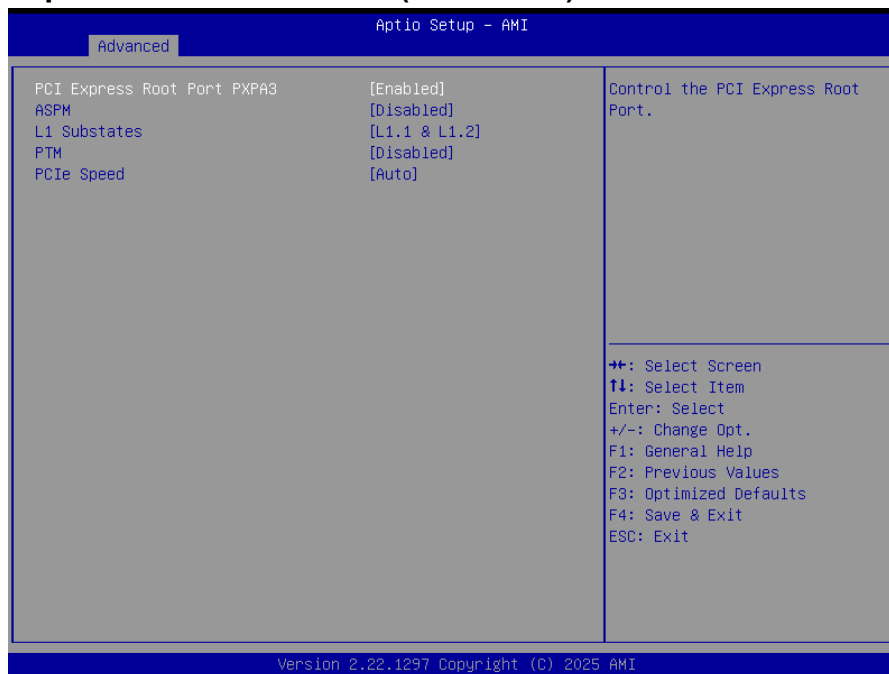 Aptio Setup – AMI
Advanced
PCI Express Root Port PXPA3 [Enabled]
ASPM [Disabled]
L1 Substates [L1.1 & L1.2]
PTM [Disabled]
PCIe Speed [Auto]
Control the PCI Express Root
Port.
→←: Select Screen
↑↓: Select Item
Enter: Select
+/-: Change Opt.
F1: General Help
F2: Previous Values
F3: Optimized Defaults
F4: Save & Exit
ESC: Exit
Version 2.22.1297 Copyright (C) 2025 AMI